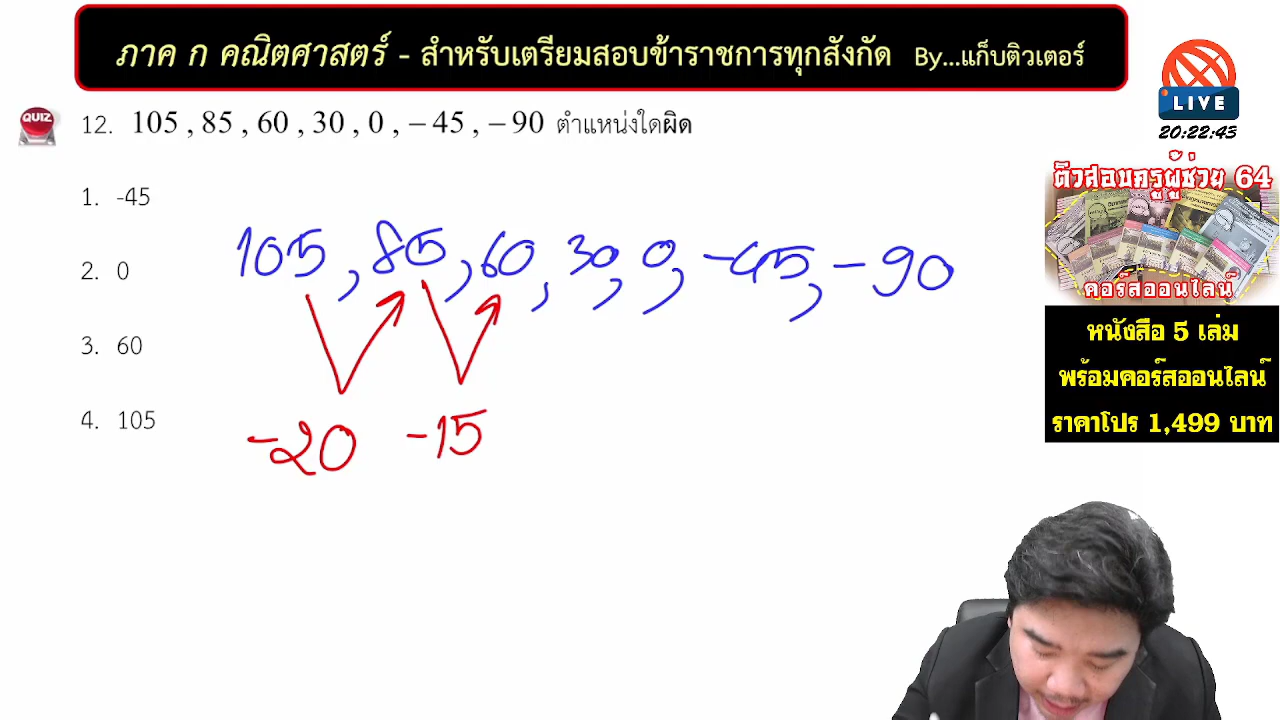 ภาค ก คณิตศาสตร์ - สำหรับเตรียมสอบข้าราชการทุกสังกัด By...แก็บติวเตอร์
LIVE
20:22:43
QUIZ
12. 105 , 85 , 60 , 30 , 0 , – 45 , – 90 ตำแหน่งใดผิด
1. -45
2. 0
3. 60
4. 105
105 , 85 , 60 , 30 , 0 , -45 , -90
-20 -15
ติวสอบครูผู้ช่วย 64
คอร์สออนไลน์
หนังสือ 5 เล่ม
พร้อมคอร์สออนไลน์
ราคาโปร 1,499 บาท